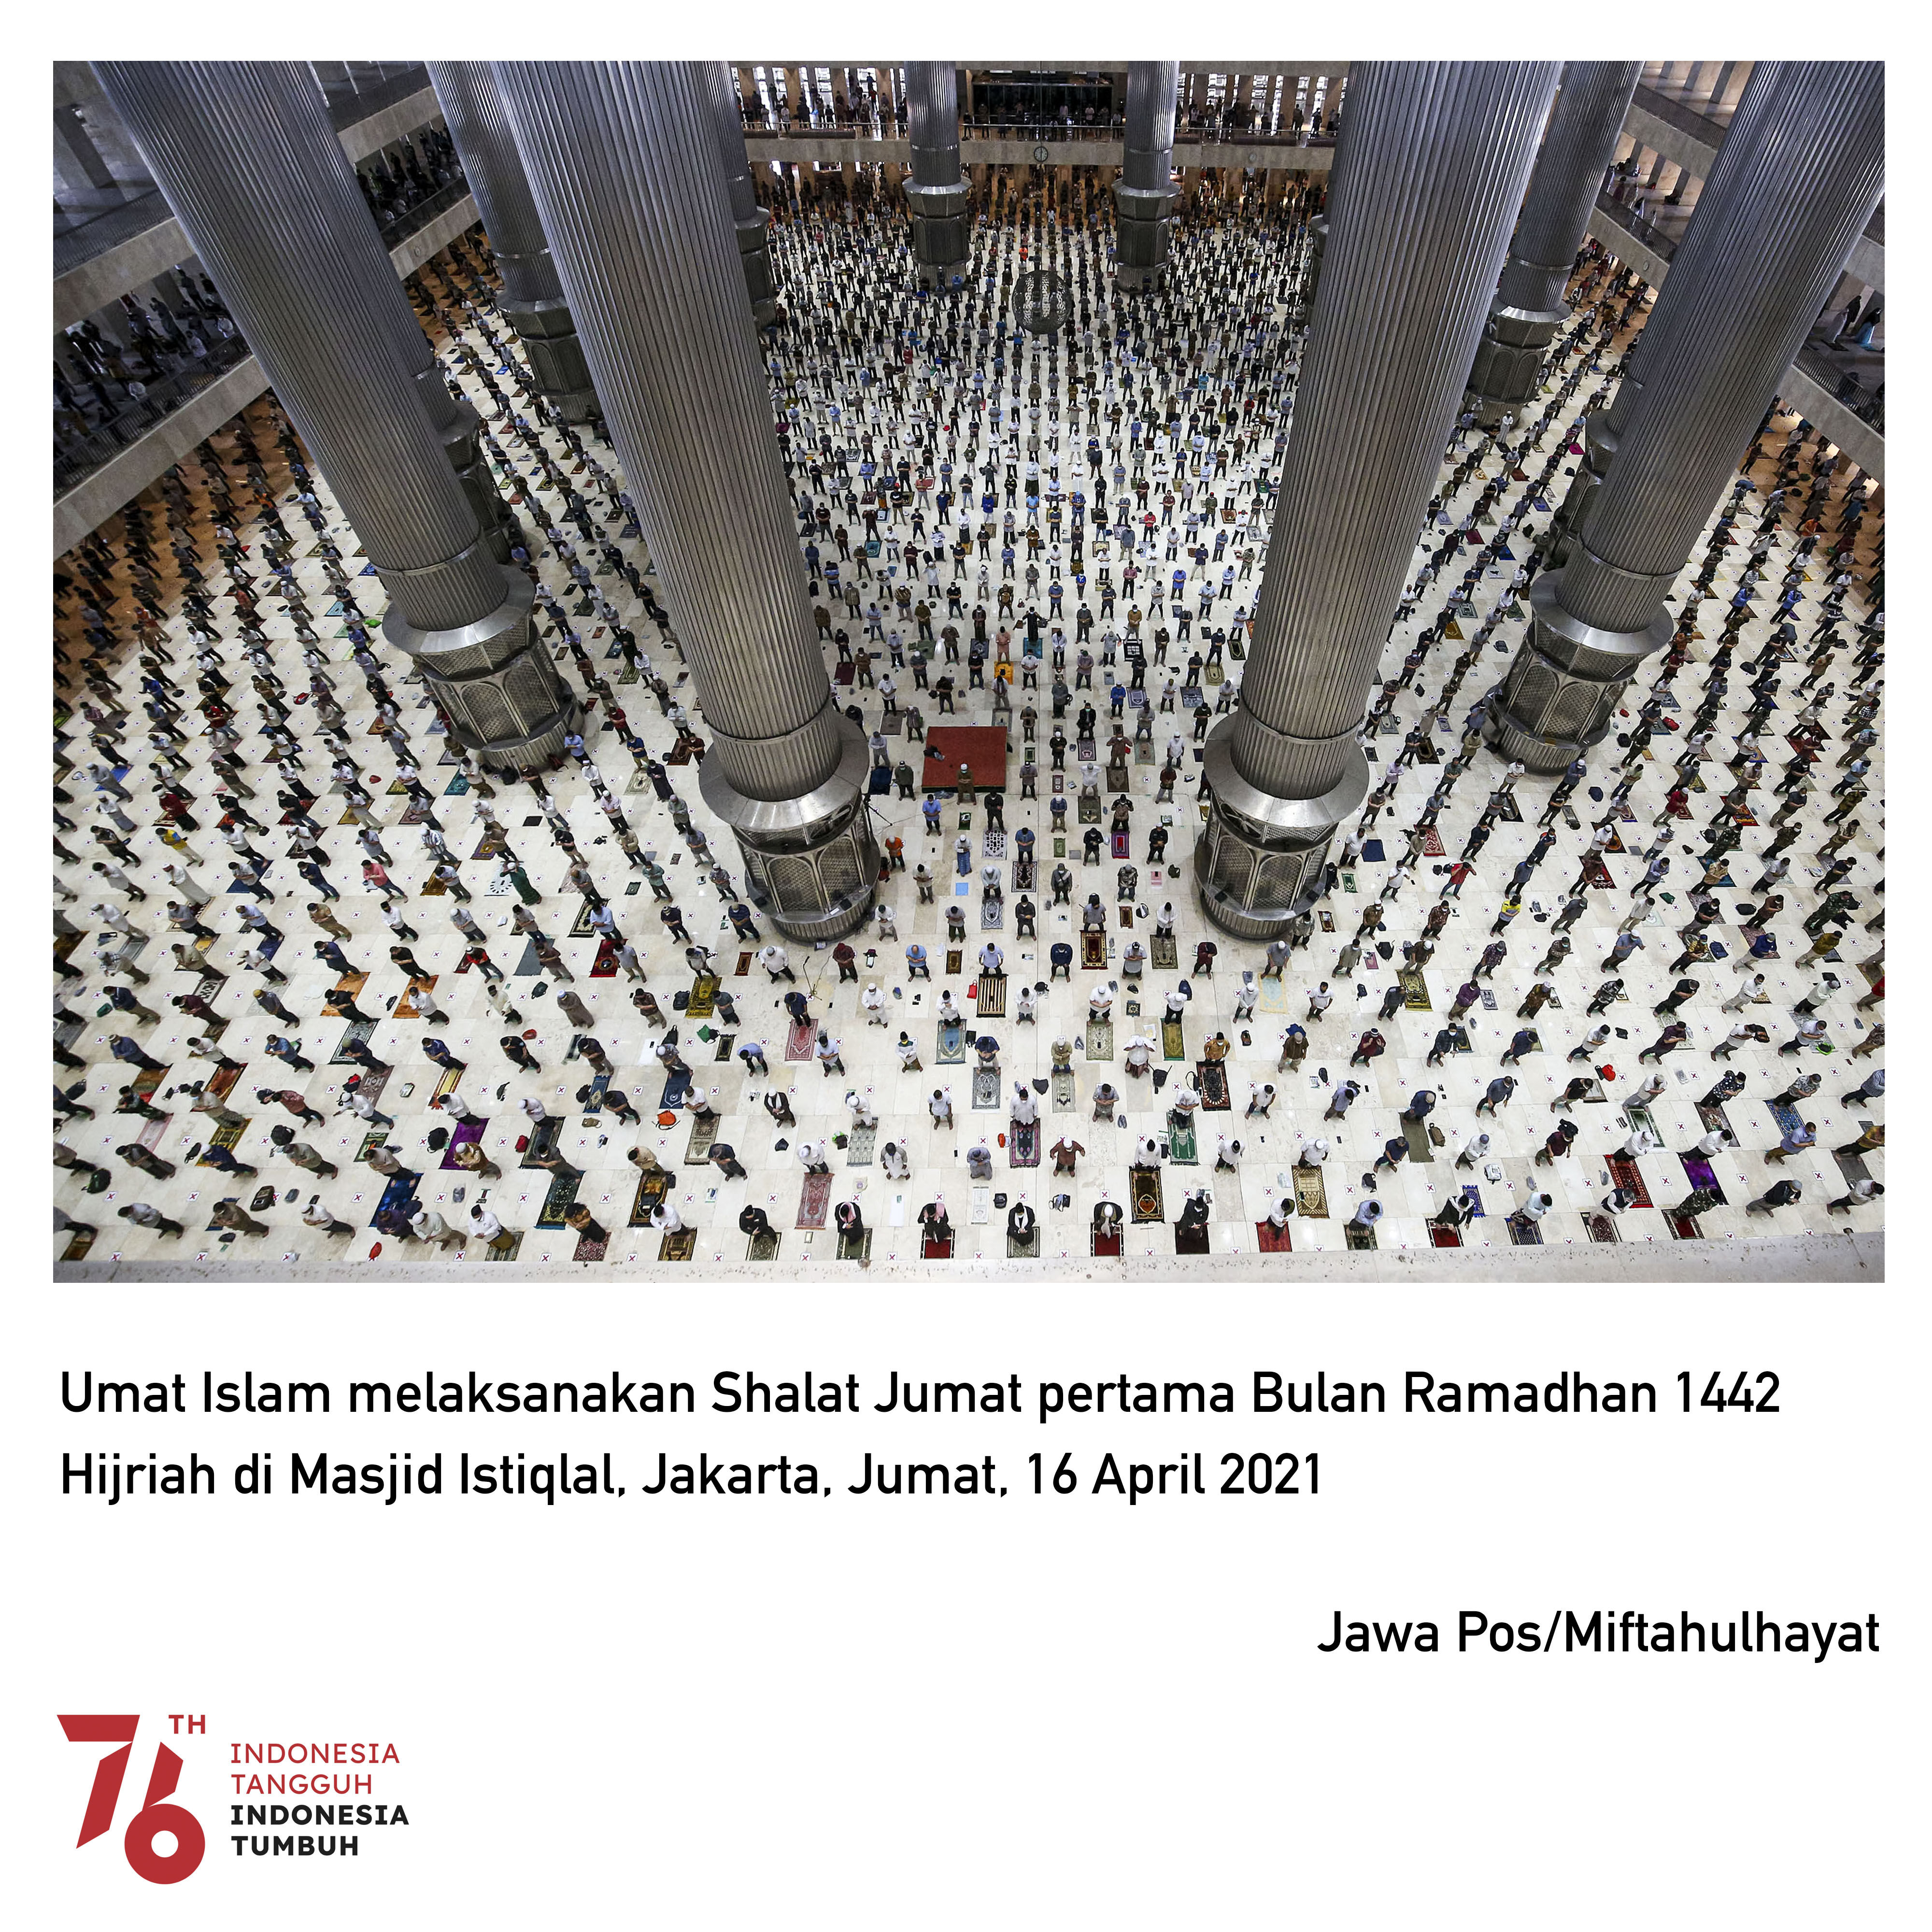 Umat Islam melaksanakan Shalat Jumat pertama Bulan Ramadhan 1442
Hijriah di Masjid Istiqlal, Jakarta, Jumat, 16 April 2021
Jawa Pos/Miftahulhayat
76 TH
INDONESIA
TANGGUH
INDONESIA
TUMBUH